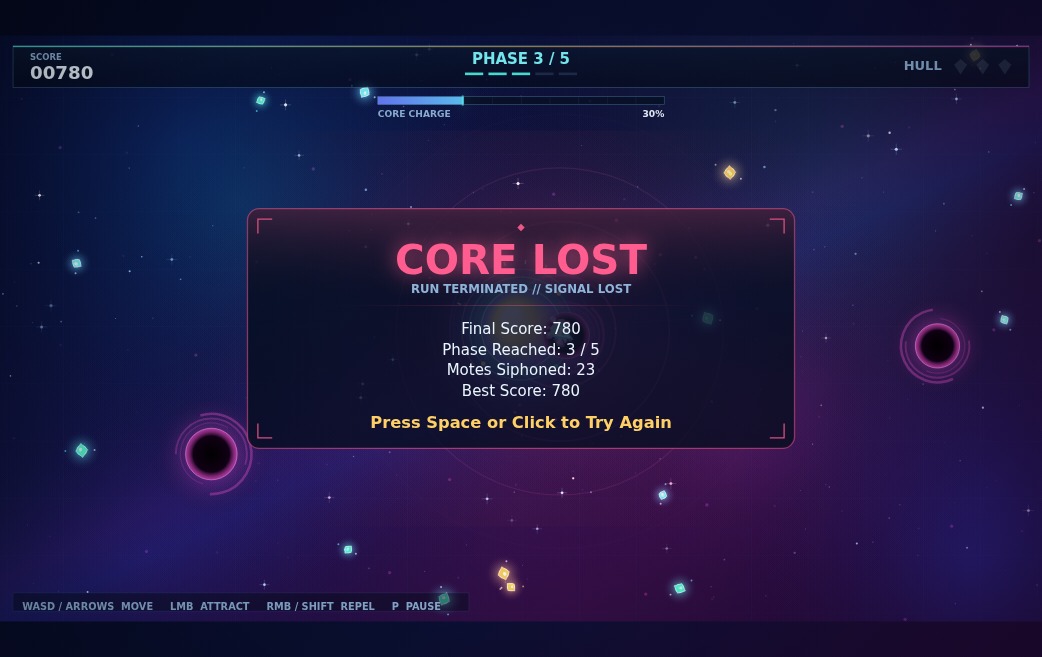 SCORE
00780
PHASE 3 / 5
HULL
CORE CHARGE
30%
CORE LOST
RUN TERMINATED // SIGNAL LOST
Final Score: 780
Phase Reached: 3 / 5
Motes Siphoned: 23
Best Score: 780
Press Space or Click to Try Again
WASD / ARROWS MOVE LMB ATTRACT RMB / SHIFT REPEL P PAUSE